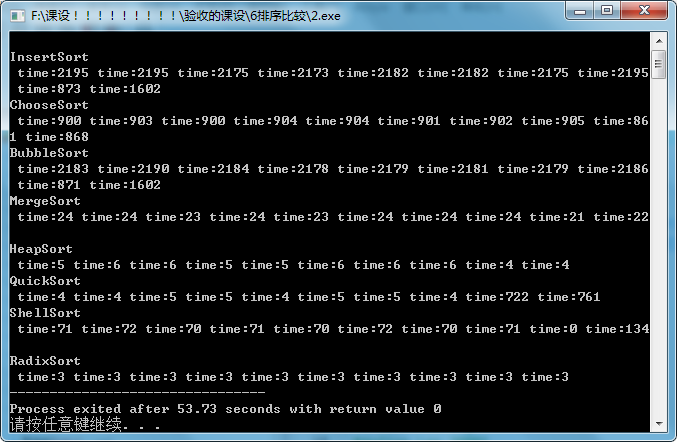 F:\课设！！！！！！！！！\验收的课设\6排序比较\2.exe
InsertSort
time:2195 time:2195 time:2175 time:2173 time:2182 time:2182 time:2175 time:2195
time:873 time:1602
ChooseSort
time:900 time:903 time:900 time:904 time:904 time:901 time:902 time:905 time:86
1 time:868
BubbleSort
time:2183 time:2190 time:2184 time:2178 time:2179 time:2181 time:2179 time:2186
time:871 time:1602
MergeSort
time:24 time:24 time:23 time:24 time:23 time:24 time:24 time:24 time:21 time:22
HeapSort
time:5 time:6 time:6 time:5 time:5 time:6 time:6 time:6 time:4 time:4
QuickSort
time:4 time:4 time:5 time:5 time:4 time:5 time:5 time:4 time:722 time:761
ShellSort
time:71 time:72 time:70 time:71 time:70 time:72 time:70 time:71 time:0 time:134
RadixSort
time:3 time:3 time:3 time:3 time:3 time:3 time:3 time:3 time:3 time:3
--------------------------------
Process exited after 53.73 seconds with return value 0
请按任意键继续. . .